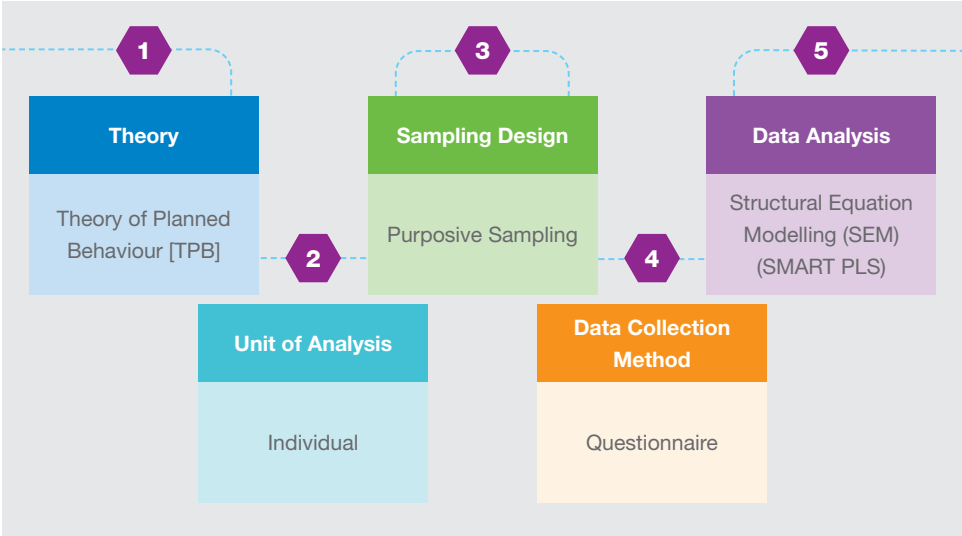 1
Theory
Theory of Planned
Behaviour [TPB]
2
Unit of Analysis
Individual
3
Sampling Design
Purposive Sampling
4
Data Collection
Method
Questionnaire
5
Data Analysis
Structural Equation
Modelling (SEM)
(SMART PLS)